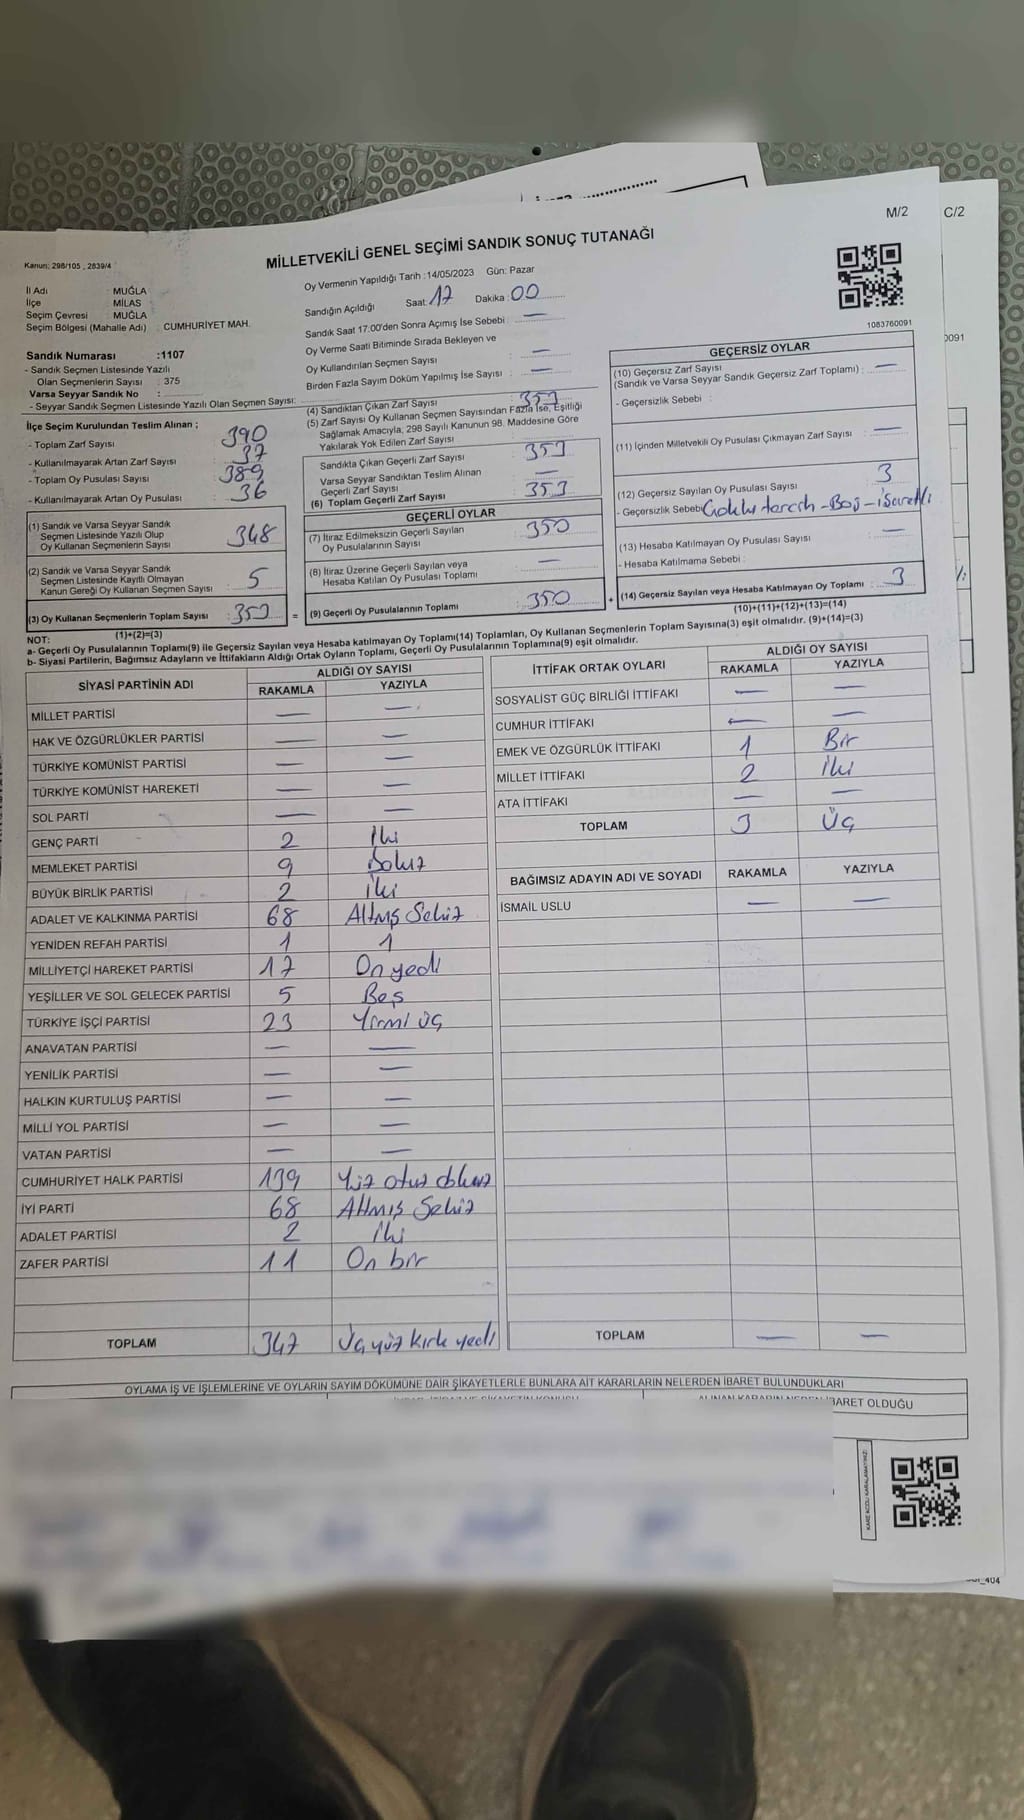 M/2
C/2
MİLLETVEKİLİ GENEL SEÇİMİ SANDIK SONUÇ TUTANAĞI
Kanun: 298/105 , 2839/4
Oy Vermenin Yapıldığı Tarih :14/05/2023 Gün: Pazar
İl Adı : MUĞLA
İlçe : MİLAS
Seçim Çevresi : MUĞLA
Seçim Bölgesi (Mahalle Adı) : CUMHURİYET MAH.
Sandığın Açıldığı Saat: 17 Dakika : 00
Sandık Saat 17:00'den Sonra Açımış İse Sebebi : —
Oy Verme Saati Bitiminde Sırada Bekleyen ve
Oy Kullandırılan Seçmen Sayısı : —
Birden Fazla Sayım Döküm Yapılmış İse Sayısı : —
1083760091
0091
Sandık Numarası :1107
- Sandık Seçmen Listesinde Yazılı
Olan Seçmenlerin Sayısı : 375
Varsa Seyyar Sandık No :
- Seyyar Sandık Seçmen Listesinde Yazılı Olan Seçmen Sayısı:
İlçe Seçim Kurulundan Teslim Alınan ;
- Toplam Zarf Sayısı : 390
- Kullanılmayarak Artan Zarf Sayısı : 37
- Toplam Oy Pusulası Sayısı : 389
- Kullanılmayarak Artan Oy Pusulası : 36
(1) Sandık ve Varsa Seyyar Sandık
Seçmen Listesinde Yazılı Olup
Oy Kullanan Seçmenlerin Sayısı : 348
(2) Sandık ve Varsa Seyyar Sandık
Seçmen Listesinde Kayıtlı Olmayan
Kanun Gereği Oy Kullanan Seçmen Sayısı : 5
(3) Oy Kullanan Seçmenlerin Toplam Sayısı : 353 =
(1)+(2)=(3)
(4) Sandıktan Çıkan Zarf Sayısı : 353
(5) Zarf Sayısı Oy Kullanan Seçmen Sayısından Fazla İse, Eşitliği
Sağlamak Amacıyla, 298 Sayılı Kanunun 98. Maddesine Göre
Yakılarak Yok Edilen Zarf Sayısı :
Sandıkta Çıkan Geçerli Zarf Sayısı : 353
Varsa Seyyar Sandıktan Teslim Alınan
Geçerli Zarf Sayısı : —
(6) Toplam Geçerli Zarf Sayısı : 353
GEÇERLİ OYLAR
(7) İtiraz Edilmeksizin Geçerli Sayılan
Oy Pusulalarının Sayısı : 350
(8) İtiraz Üzerine Geçerli Sayılan veya
Hesaba Katılan Oy Pusulası Toplamı : —
(9) Geçerli Oy Pusulalarının Toplamı : 350 +
GEÇERSİZ OYLAR
(10) Geçersiz Zarf Sayısı
(Sandık ve Varsa Seyyar Sandık Geçersiz Zarf Toplamı) : —
- Geçersizlik Sebebi :
(11) İçinden Milletvekili Oy Pusulası Çıkmayan Zarf Sayısı : —
(12) Geçersiz Sayılan Oy Pusulası Sayısı : 3
- Geçersizlik Sebebi Çoklu tercih - Boş - işaretli
(13) Hesaba Katılmayan Oy Pusulası Sayısı : —
- Hesaba Katılmama Sebebi :
(14) Geçersiz Sayılan veya Hesaba Katılmayan Oy Toplamı : 3
(10)+(11)+(12)+(13)=(14)
NOT:
a- Geçerli Oy Pusulalarının Toplamı(9) ile Geçersiz Sayılan veya Hesaba katılmayan Oy Toplamı(14) Toplamları, Oy Kullanan Seçmenlerin Toplam Sayısına(3) eşit olmalıdır. (9)+(14)=(3)
b- Siyasi Partilerin, Bağımsız Adayların ve İttifakların Aldığı Ortak Oyların Toplamı, Geçerli Oy Pusulalarının Toplamına(9) eşit olmalıdır.
SİYASİ PARTİNİN ADI ALDIĞI OY SAYISI
RAKAMLA YAZIYLA
MİLLET PARTİSİ — —
HAK VE ÖZGÜRLÜKLER PARTİSİ — —
TÜRKİYE KOMÜNİST PARTİSİ — —
TÜRKİYE KOMÜNİST HAREKETİ — —
SOL PARTİ — —
GENÇ PARTİ 2 İki
MEMLEKET PARTİSİ 9 Dokuz
BÜYÜK BİRLİK PARTİSİ 2 İki
ADALET VE KALKINMA PARTİSİ 68 Altmış Sekiz
YENİDEN REFAH PARTİSİ 1 1
MİLLİYETÇİ HAREKET PARTİSİ 17 On yedi
YEŞİLLER VE SOL GELECEK PARTİSİ 5 Beş
TÜRKİYE İŞÇİ PARTİSİ 23 Yirmi üç
ANAVATAN PARTİSİ — —
YENİLİK PARTİSİ — —
HALKIN KURTULUŞ PARTİSİ — —
MİLLİ YOL PARTİSİ — —
VATAN PARTİSİ — —
CUMHURİYET HALK PARTİSİ 139 Yüz otuz dokuz
İYİ PARTİ 68 Altmış Sekiz
ADALET PARTİSİ 2 İki
ZAFER PARTİSİ 11 On bir
TOPLAM 347 Üç yüz kırk yedi
İTTİFAK ORTAK OYLARI ALDIĞI OY SAYISI
RAKAMLA YAZIYLA
SOSYALİST GÜÇ BİRLİĞİ İTTİFAKI — —
CUMHUR İTTİFAKI — —
EMEK VE ÖZGÜRLÜK İTTİFAKI 1 Bir
MİLLET İTTİFAKI 2 İki
ATA İTTİFAKI — —
TOPLAM 3 Üç
BAĞIMSIZ ADAYIN ADI VE SOYADI RAKAMLA YAZIYLA
İSMAİL USLU — —
TOPLAM — —
OYLAMA İŞ VE İŞLEMLERİNE VE OYLARIN SAYIM DÖKÜMÜNE DAİR ŞİKAYETLERLE BUNLARA AİT KARARLARIN NELERDEN İBARET BULUNDUKLARI
BARET OLDUĞU
KARE KODU KARALAMAYINIZ!
_404